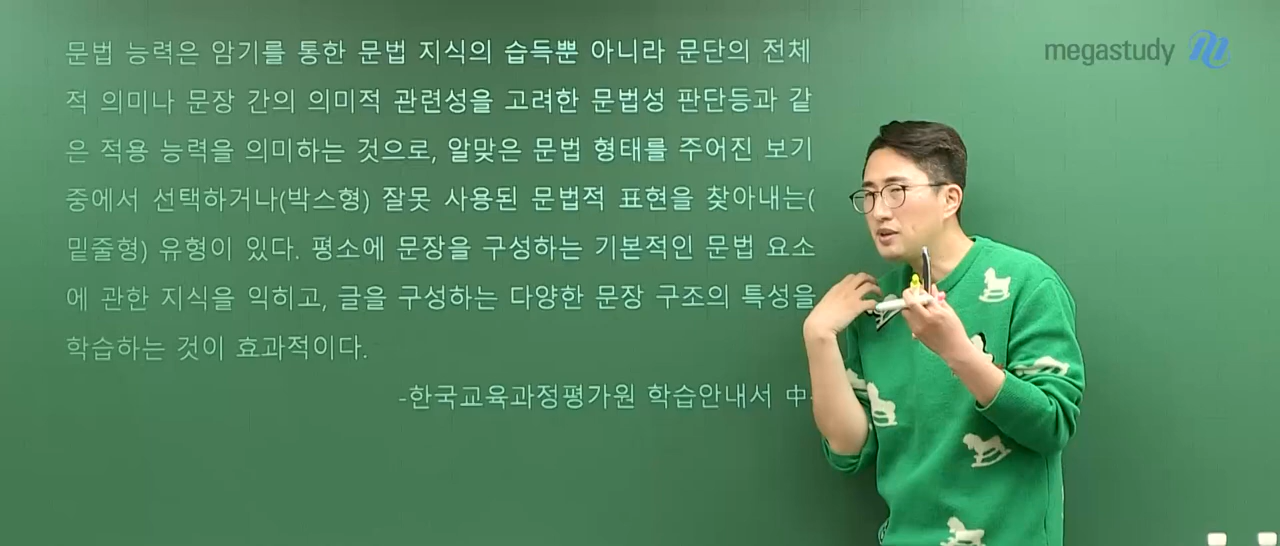 문법 능력은 암기를 통한 문법 지식의 습득뿐 아니라 문단의 전체
적 의미나 문장 간의 의미적 관련성을 고려한 문법성 판단등과 같
은 적용 능력을 의미하는 것으로, 알맞은 문법 형태를 주어진 보기
중에서 선택하거나(박스형) 잘못 사용된 문법적 표현을 찾아내는(
밑줄형) 유형이 있다. 평소에 문장을 구성하는 기본적인 문법 요소
에 관한 지식을 익히고, 글을 구성하는 다양한 문장 구조의 특성을
학습하는 것이 효과적이다.
-한국교육과정평가원 학습안내서 中-
megastudy